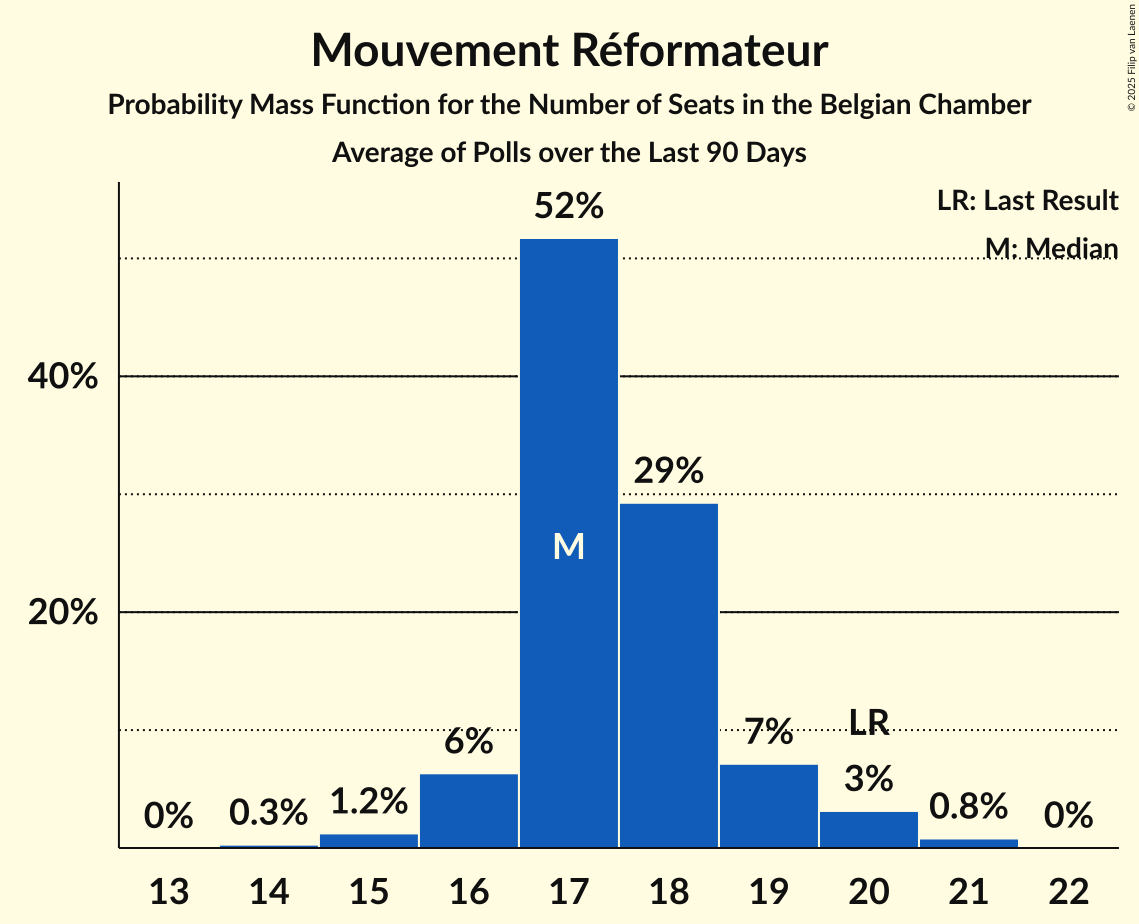 Mouvement Réformateur
Probability Mass Function for the Number of Seats in the Belgian Chamber
Average of Polls over the Last 90 Days
© 2025 Filip van Laenen
LR: Last Result
M: Median
52%
40%
29%
M
20%
LR
7%
6%
3%
1.2%
0.8%
0.3%
0%
0%
13 14 15 16 17 18 19 20 21 22